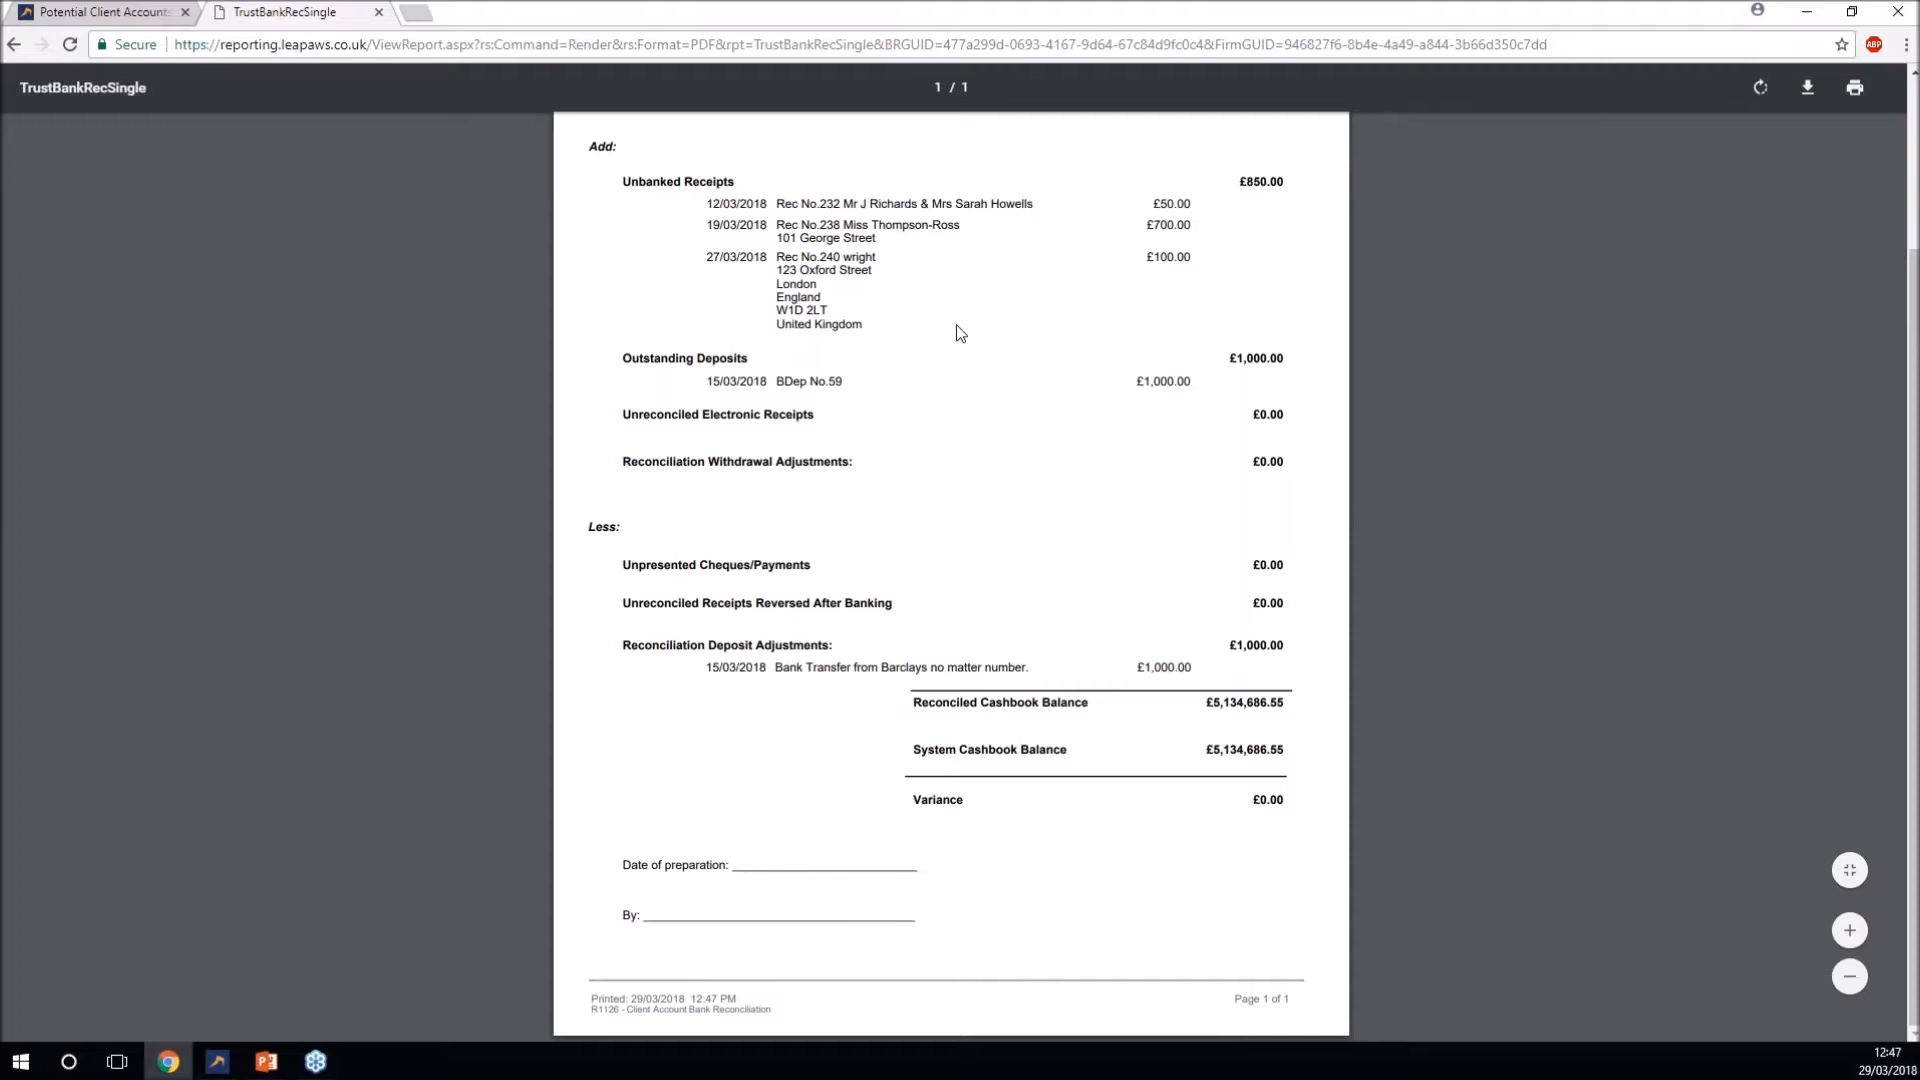 Potential Client Accounts
TrustBankRecSingle
Secure
https://reporting.leapaws.co.uk/ViewReport.aspx?rs:Command=Render&rs:Format=PDF&rpt=TrustBankRecSingle&BRGUID=477a299d-0693-4167-9d64-67c84d9fc0c4&FirmGUID=946827f6-8b4e-4a49-a844-3b66d350c7dd
ABP
TrustBankRecSingle
1 / 1
Add:
Unbanked Receipts £850.00
12/03/2018 Rec No.232 Mr J Richards & Mrs Sarah Howells £50.00
19/03/2018 Rec No.238 Miss Thompson-Ross £700.00
101 George Street
27/03/2018 Rec No.240 wright £100.00
123 Oxford Street
London
England
W1D 2LT
United Kingdom
Outstanding Deposits £1,000.00
15/03/2018 BDep No.59 £1,000.00
Unreconciled Electronic Receipts £0.00
Reconciliation Withdrawal Adjustments: £0.00
Less:
Unpresented Cheques/Payments £0.00
Unreconciled Receipts Reversed After Banking £0.00
Reconciliation Deposit Adjustments: £1,000.00
15/03/2018 Bank Transfer from Barclays no matter number. £1,000.00
Reconciled Cashbook Balance £5,134,686.55
System Cashbook Balance £5,134,686.55
Variance £0.00
Date of preparation:
By:
Printed: 29/03/2018 12:47 PM Page 1 of 1
R1126 - Client Account Bank Reconciliation
12:47
29/03/2018